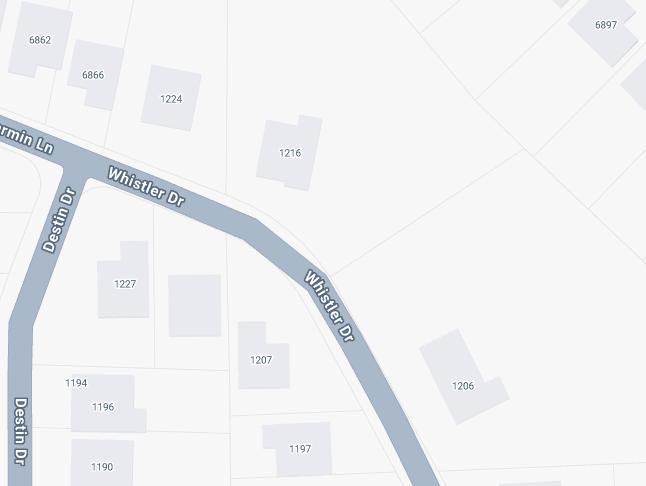 6862
6897
6866
1224
rmin Ln
1216
Whistler Dr
Destin Dr
1227
Whistler Dr
1207
1194
1206
1196
Destin Dr
1197
1190